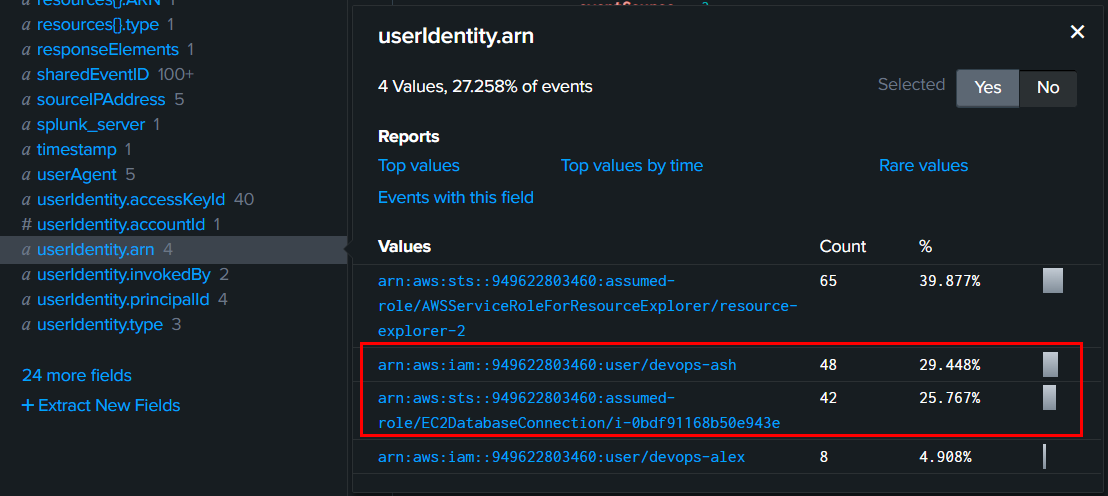 a resources{}.ARN 1
a resources{}.type 1
a responseElements 1
a sharedEventID 100+
a sourceIPAddress 5
a splunk_server 1
a timestamp 1
a userAgent 5
a userIdentity.accessKeyId 40
# userIdentity.accountId 1
a userIdentity.arn 4
a userIdentity.invokedBy 2
a userIdentity.principalId 4
a userIdentity.type 3
24 more fields
+ Extract New Fields
userIdentity.arn
4 Values, 27.258% of events
Selected Yes No
Reports
Top values Top values by time Rare values
Events with this field
Values Count %
arn:aws:sts::949622803460:assumed- 65 39.877%
role/AWSServiceRoleForResourceExplorer/resource-
explorer-2
arn:aws:iam::949622803460:user/devops-ash 48 29.448%
arn:aws:sts::949622803460:assumed- 42 25.767%
role/EC2DatabaseConnection/i-0bdf91168b50e943e
arn:aws:iam::949622803460:user/devops-alex 8 4.908%